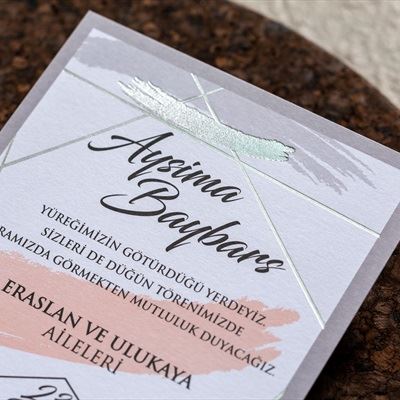 Aysima
Baybars
YÜREĞİMİZİN GÖTÜRDÜĞÜ YERDEYİZ.
SİZLERİ DE DÜĞÜN TÖRENİMİZDE
ARAMIZDA GÖRMEKTEN MUTLULUK DUYACAĞIZ.
ERASLAN VE ULUKAYA
AİLELERİ
22